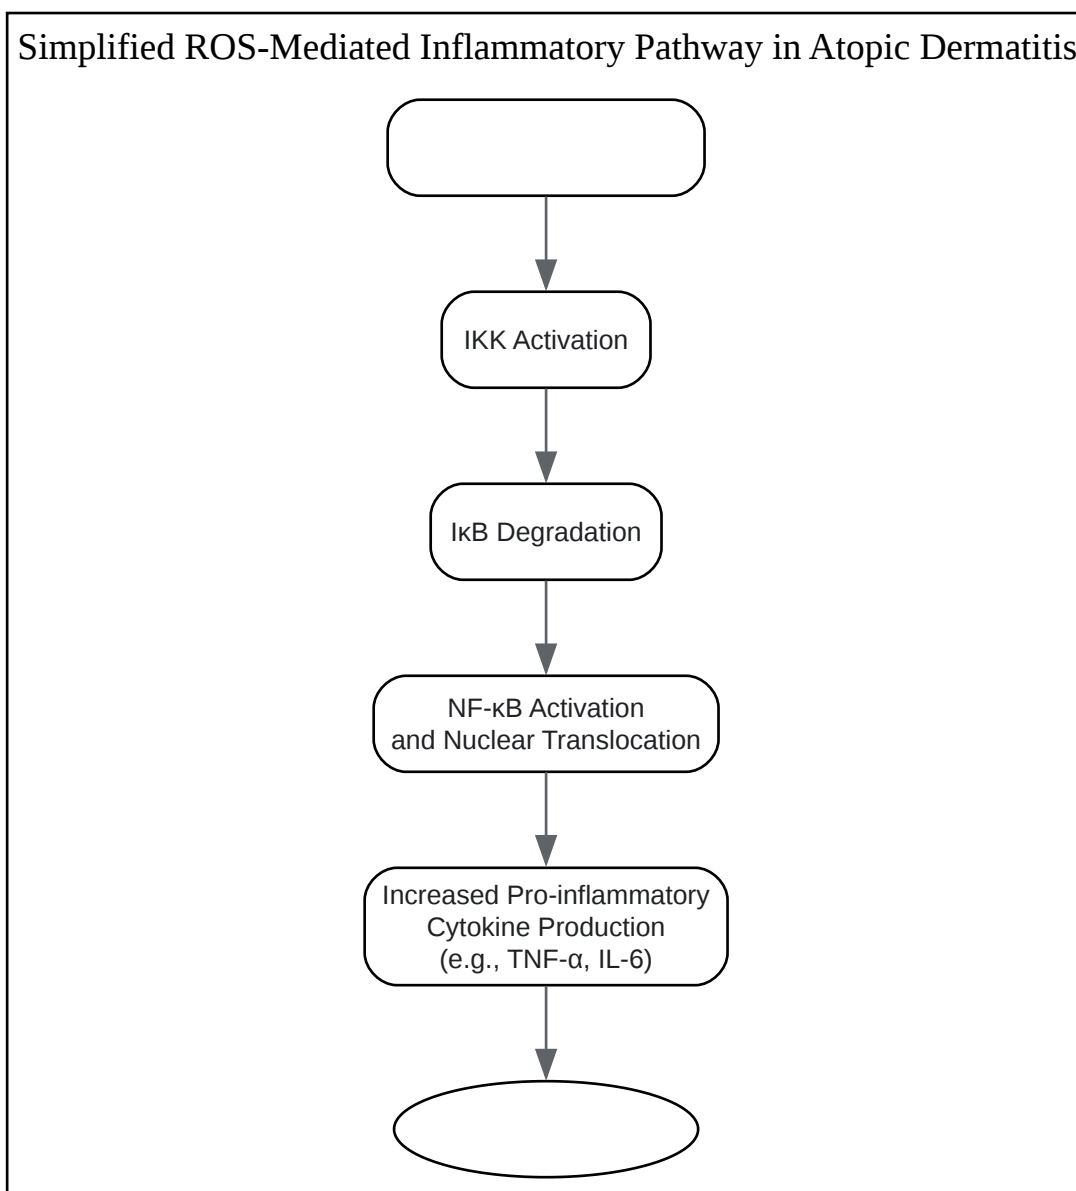 Simplified ROS-Mediated Inflammatory Pathway in Atopic Dermatitis
IKK Activation
IκB Degradation
NF-κB Activation
and Nuclear Translocation
Increased Pro-inflammatory
Cytokine Production
(e.g., TNF-α, IL-6)